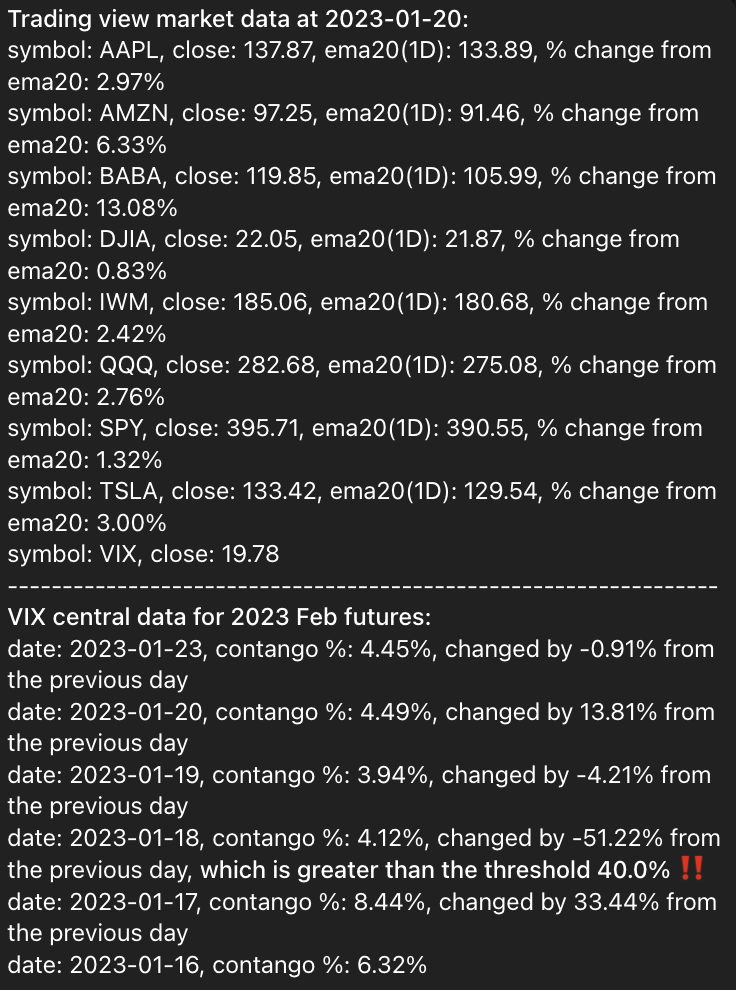 Trading view market data at 2023-01-20:
symbol: AAPL, close: 137.87, ema20(1D): 133.89, % change from
ema20: 2.97%
symbol: AMZN, close: 97.25, ema20(1D): 91.46, % change from
ema20: 6.33%
symbol: BABA, close: 119.85, ema20(1D): 105.99, % change from
ema20: 13.08%
symbol: DJIA, close: 22.05, ema20(1D): 21.87, % change from
ema20: 0.83%
symbol: IWM, close: 185.06, ema20(1D): 180.68, % change from
ema20: 2.42%
symbol: QQQ, close: 282.68, ema20(1D): 275.08, % change from
ema20: 2.76%
symbol: SPY, close: 395.71, ema20(1D): 390.55, % change from
ema20: 1.32%
symbol: TSLA, close: 133.42, ema20(1D): 129.54, % change from
ema20: 3.00%
symbol: VIX, close: 19.78
-----------------------------------------------------------------
VIX central data for 2023 Feb futures:
date: 2023-01-23, contango %: 4.45%, changed by -0.91% from
the previous day
date: 2023-01-20, contango %: 4.49%, changed by 13.81% from
the previous day
date: 2023-01-19, contango %: 3.94%, changed by -4.21% from
the previous day
date: 2023-01-18, contango %: 4.12%, changed by -51.22% from
the previous day, which is greater than the threshold 40.0% ‼️
date: 2023-01-17, contango %: 8.44%, changed by 33.44% from
the previous day
date: 2023-01-16, contango %: 6.32%